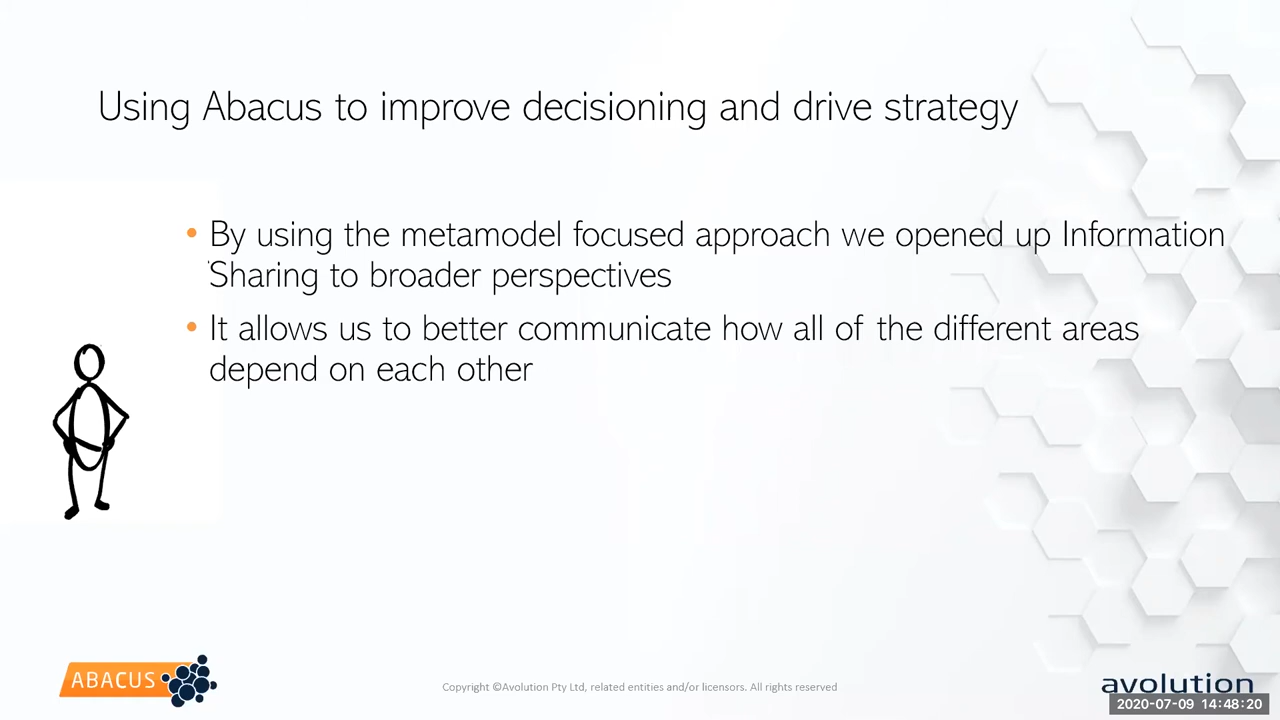 Using Abacus to improve decisioning and drive strategy
• By using the metamodel focused approach we opened up Information
Sharing to broader perspectives
• It allows us to better communicate how all of the different areas
depend on each other
ABACUS
Copyright ©Avolution Pty Ltd, related entities and/or licensors. All rights reserved
avolution
2020-07-09 14:48:20